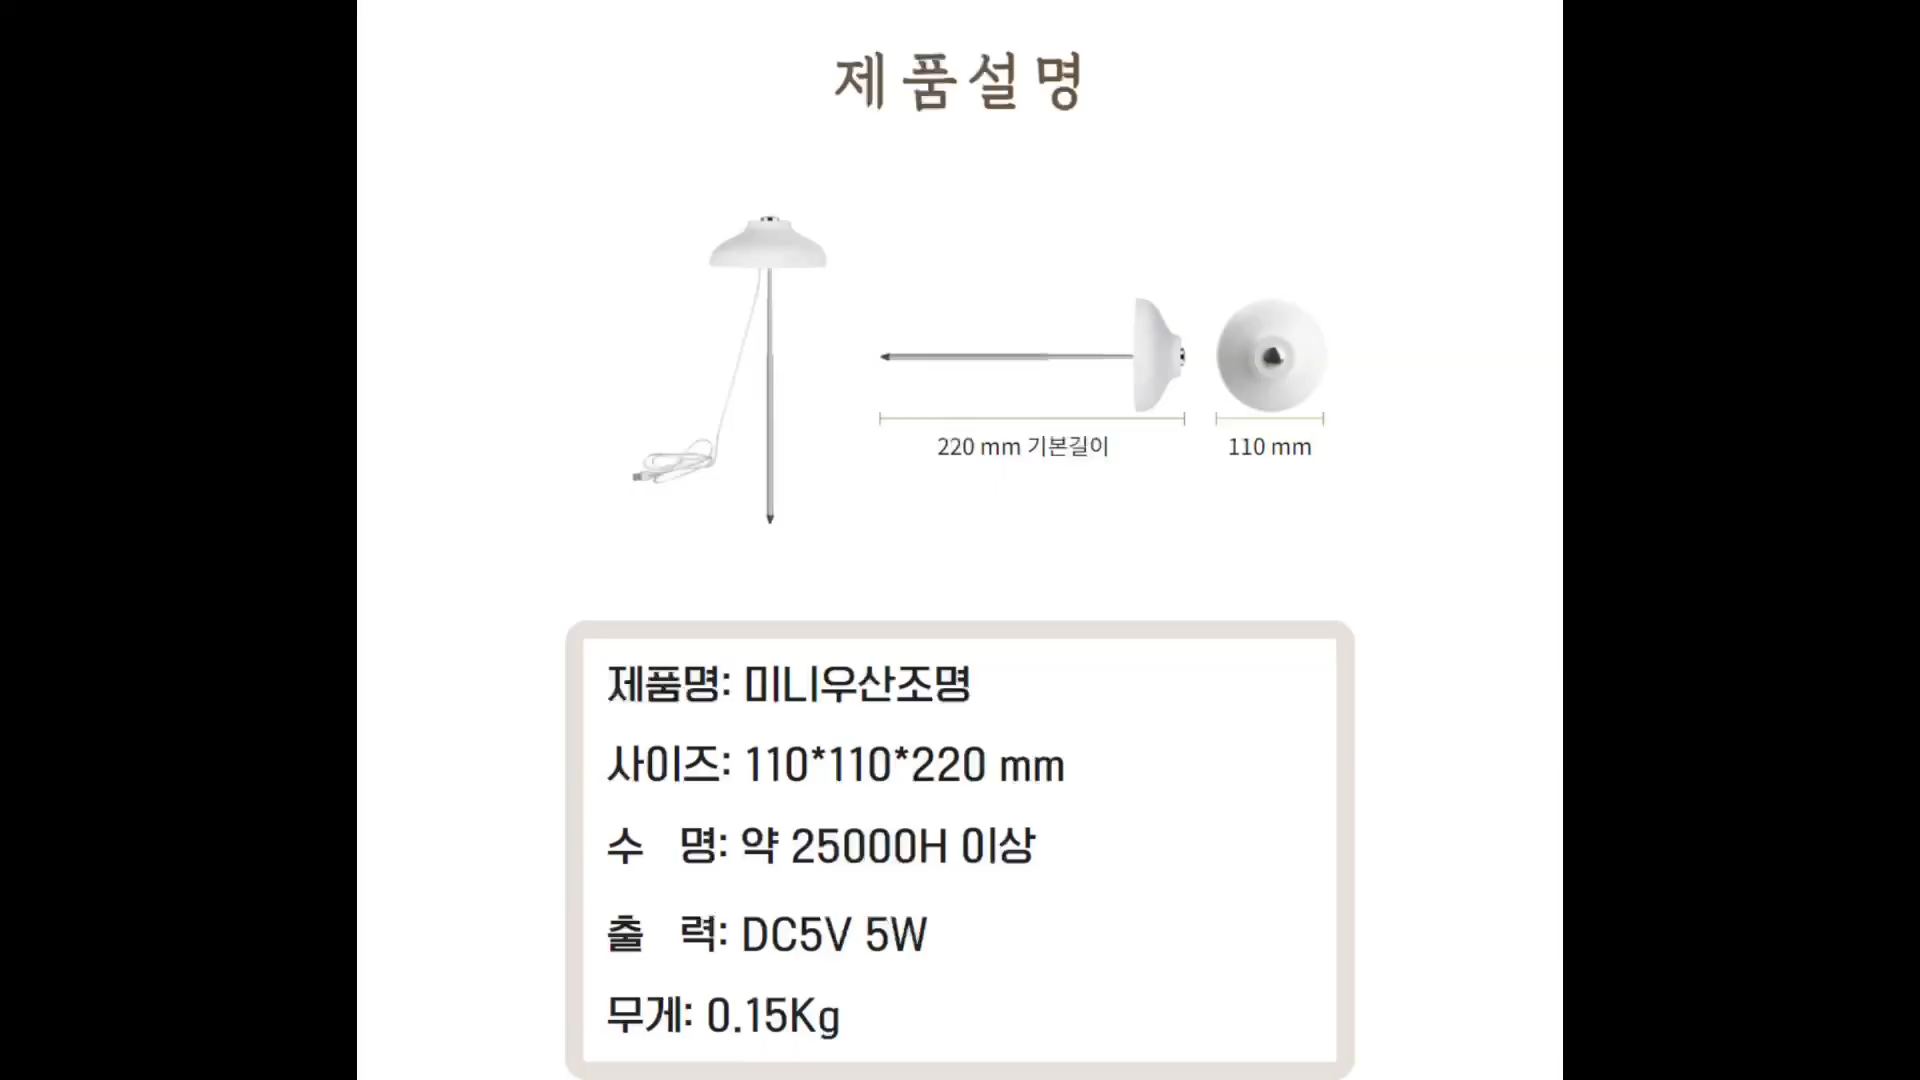 제품설명
220 mm 기본길이
110 mm
제품명: 미니우산조명
사이즈: 110*110*220 mm
수 명: 약 25000H 이상
출 력: DC5V 5W
무게: 0.15Kg